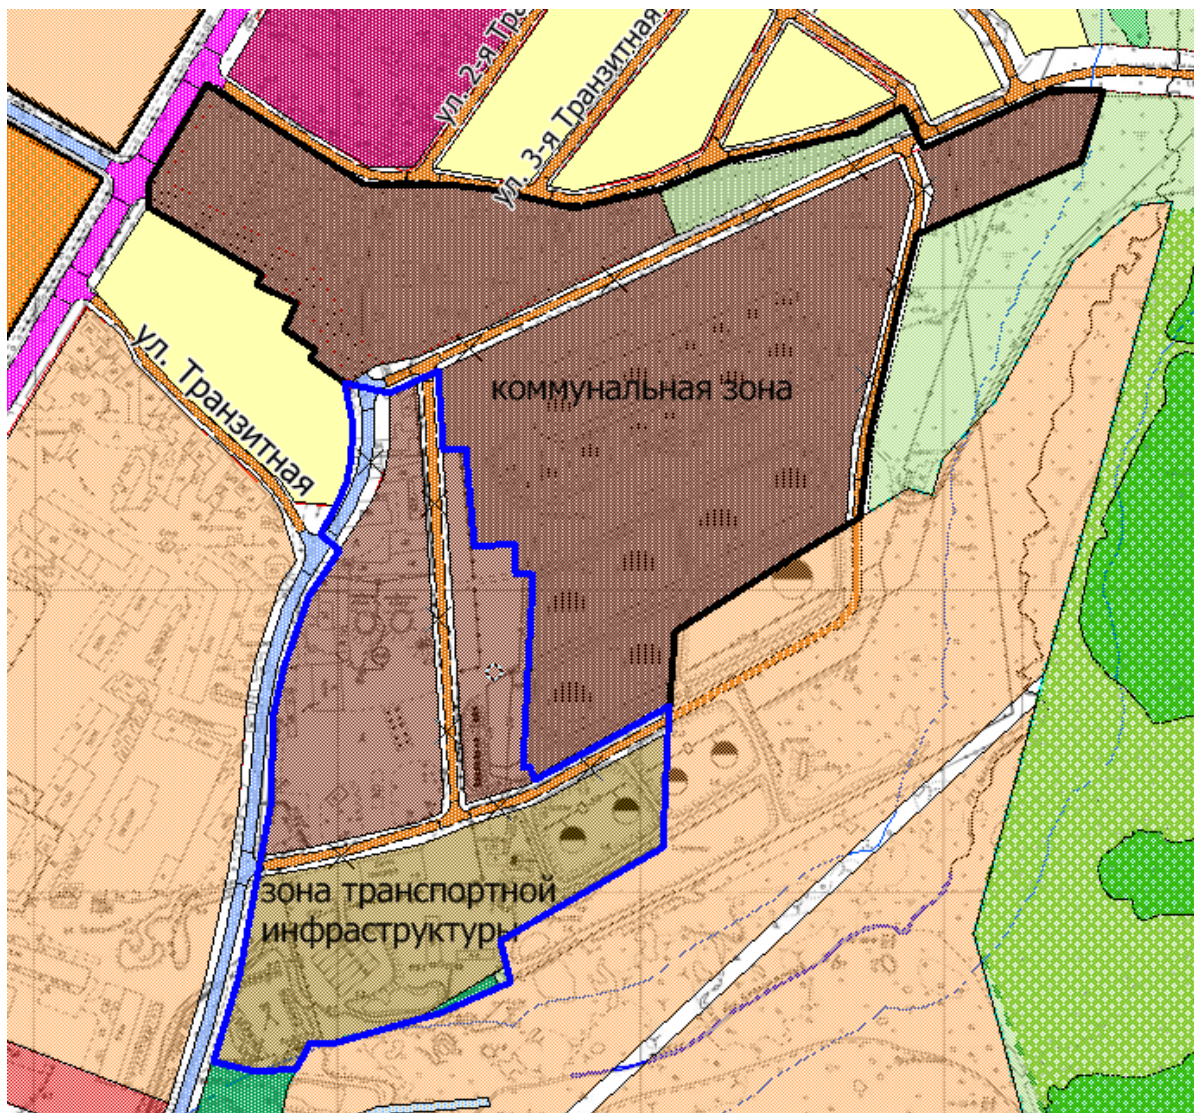 ул. 2-я Тра
ул. 3-я Транзитная
ул. Транзитная
коммунальная зона
зона транспортной
инфраструктуры